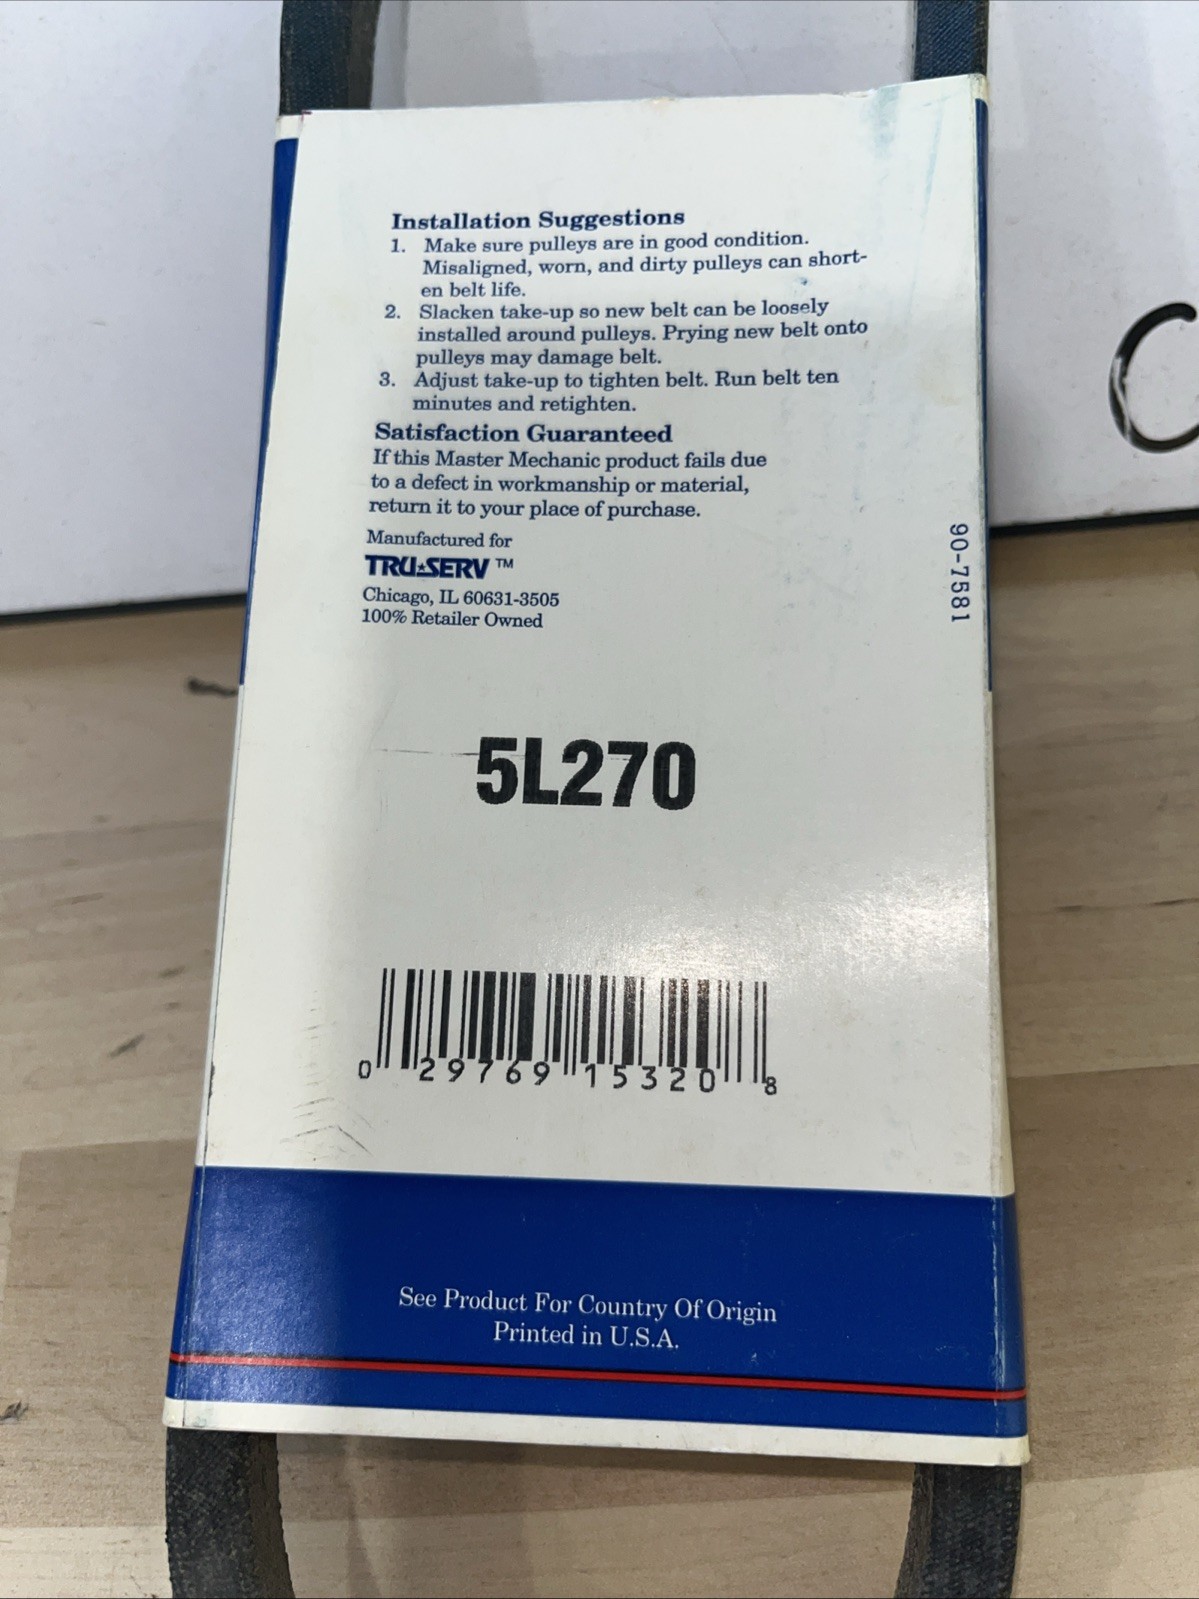 Installation Suggestions
1. Make sure pulleys are in good condition.
Misaligned, worn, and dirty pulleys can short-
en belt life.
2. Slacken take-up so new belt can be loosely
installed around pulleys. Prying new belt onto
pulleys may damage belt.
3. Adjust take-up to tighten belt. Run belt ten
minutes and retighten.
Satisfaction Guaranteed
If this Master Mechanic product fails due
to a defect in workmanship or material,
return it to your place of purchase.
Manufactured for
TRU★SERV™
Chicago, IL 60631-3505
100% Retailer Owned
90-7581
5L270
0 29769 15320 8
See Product For Country Of Origin
Printed in U.S.A.
C